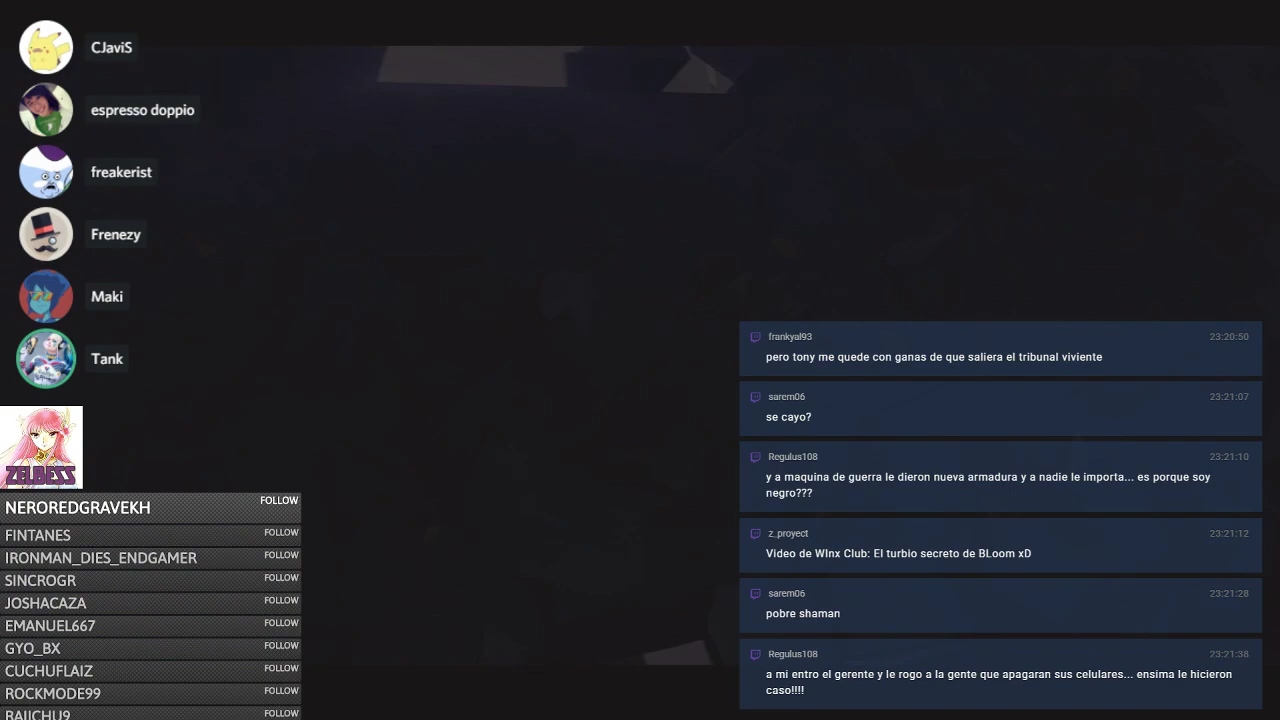 CJaviS
espresso doppio
freakerist
Frenezy
Maki
Tank
ZELBESS
NEROREDGRAVEKH FOLLOW
FINTANES FOLLOW
IRONMAN_DIES_ENDGAMER FOLLOW
SINCROGR FOLLOW
JOSHACAZA FOLLOW
EMANUEL667 FOLLOW
GYO_BX FOLLOW
CUCHUFLAIZ FOLLOW
ROCKMODE99 FOLLOW
RAIICHU9 FOLLOW
frankyal93 23:20:50
pero tony me quede con ganas de que saliera el tribunal viviente
sarem06 23:21:07
se cayo?
Regulus108 23:21:10
y a maquina de guerra le dieron nueva armadura y a nadie le importa... es porque soy
negro???
z_proyect 23:21:12
Video de WInx Club: El turbio secreto de BLoom xD
sarem06 23:21:28
pobre shaman
Regulus108 23:21:38
a mi entro el gerente y le rogo a la gente que apagaran sus celulares... ensima le hicieron
caso!!!!